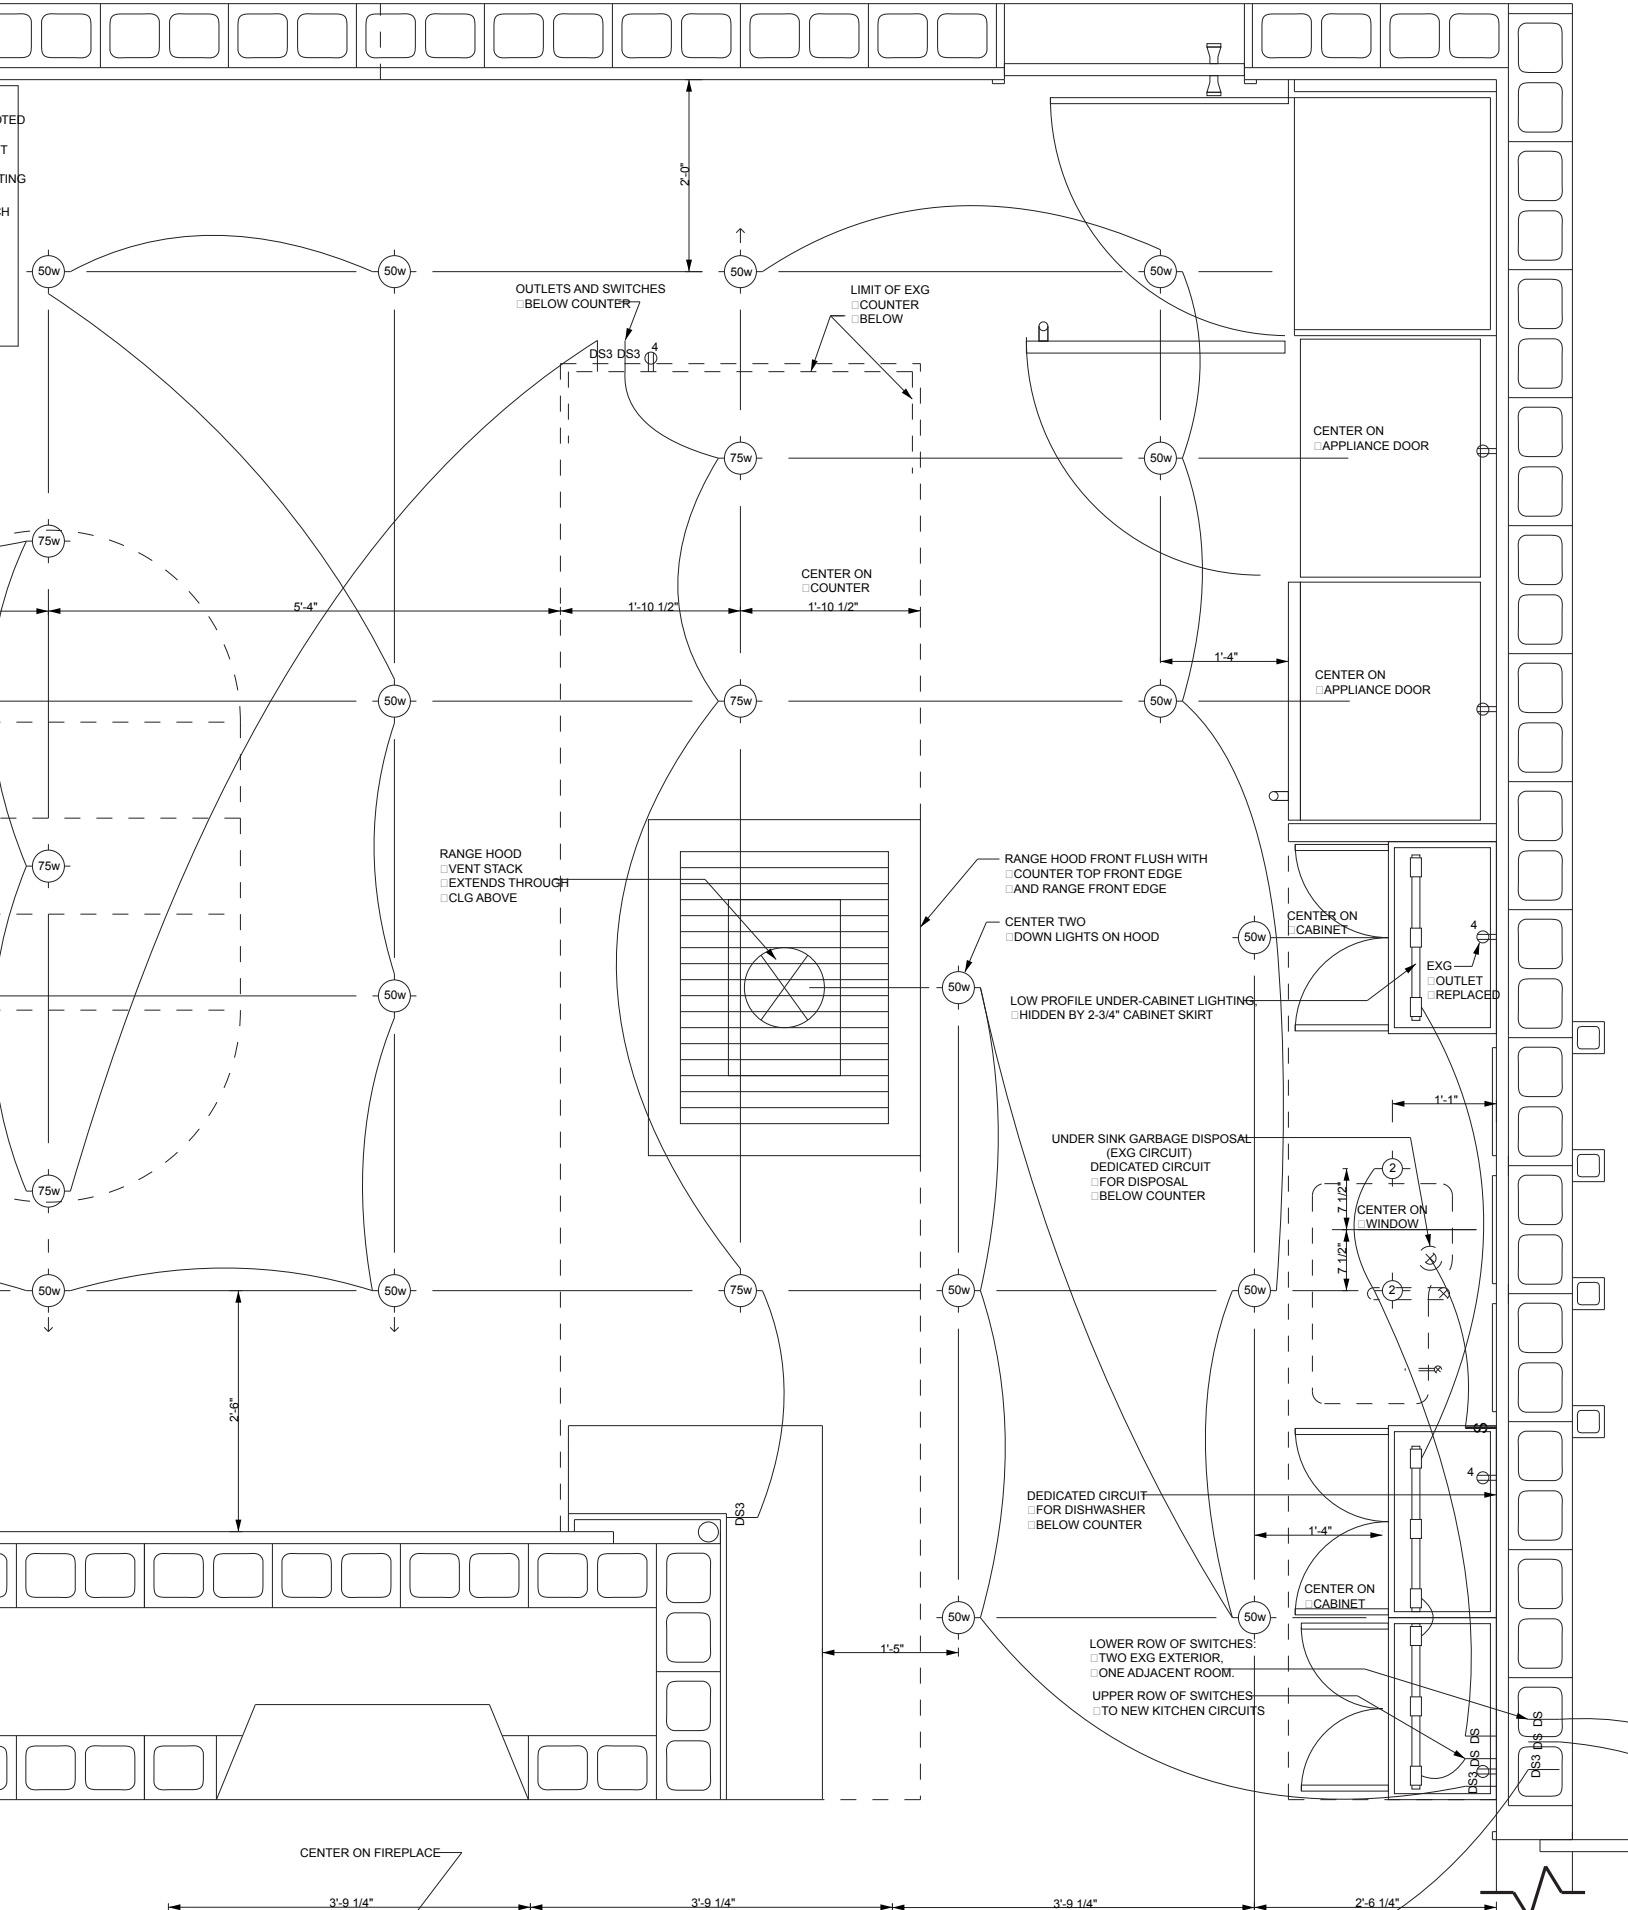 OTED
T
TING
CH
2'-0"
50w
50w
50w
50w
OUTLETS AND SWITCHES
□BELOW COUNTER
LIMIT OF EXG
□COUNTER
□BELOW
DS3 DS3
4
75w
50w
CENTER ON
□APPLIANCE DOOR
75w
CENTER ON
□COUNTER
5'-4"
1'-10 1/2"
1'-10 1/2"
1'-4"
CENTER ON
□APPLIANCE DOOR
50w
75w
50w
75w
RANGE HOOD
□VENT STACK
□EXTENDS THROUGH
□CLG ABOVE
RANGE HOOD FRONT FLUSH WITH
□COUNTER TOP FRONT EDGE
□AND RANGE FRONT EDGE
CENTER TWO
□DOWN LIGHTS ON HOOD
50w
CENTER ON
□CABINET
4
EXG
□OUTLET
□REPLACED
50w
50w
LOW PROFILE UNDER-CABINET LIGHTING,
□HIDDEN BY 2-3/4" CABINET SKIRT
1'-1"
UNDER SINK GARBAGE DISPOSAL
(EXG CIRCUIT)
DEDICATED CIRCUIT
□FOR DISPOSAL
□BELOW COUNTER
2
7 1/2"
CENTER ON
□WINDOW
7 1/2"
75w
50w
50w
75w
50w
50w
2
2'-6"
S
4
DS3
DEDICATED CIRCUIT
□FOR DISHWASHER
□BELOW COUNTER
1'-4"
CENTER ON
□CABINET
50w
50w
1'-5"
LOWER ROW OF SWITCHES:
□TWO EXG EXTERIOR,
□ONE ADJACENT ROOM.
UPPER ROW OF SWITCHES
□TO NEW KITCHEN CIRCUITS
DS3 DS DS
DS3 DS DS
CENTER ON FIREPLACE
3'-9 1/4"
3'-9 1/4"
3'-9 1/4"
2'-6 1/4"